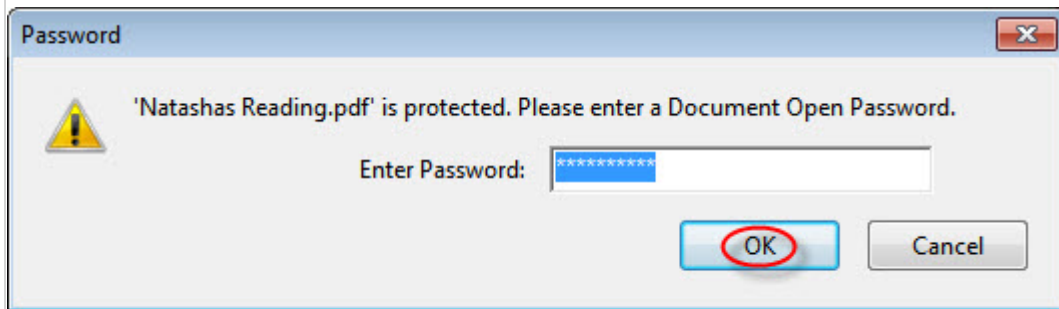 Password
'Natashas Reading.pdf' is protected. Please enter a Document Open Password.
Enter Password: **********
OK Cancel